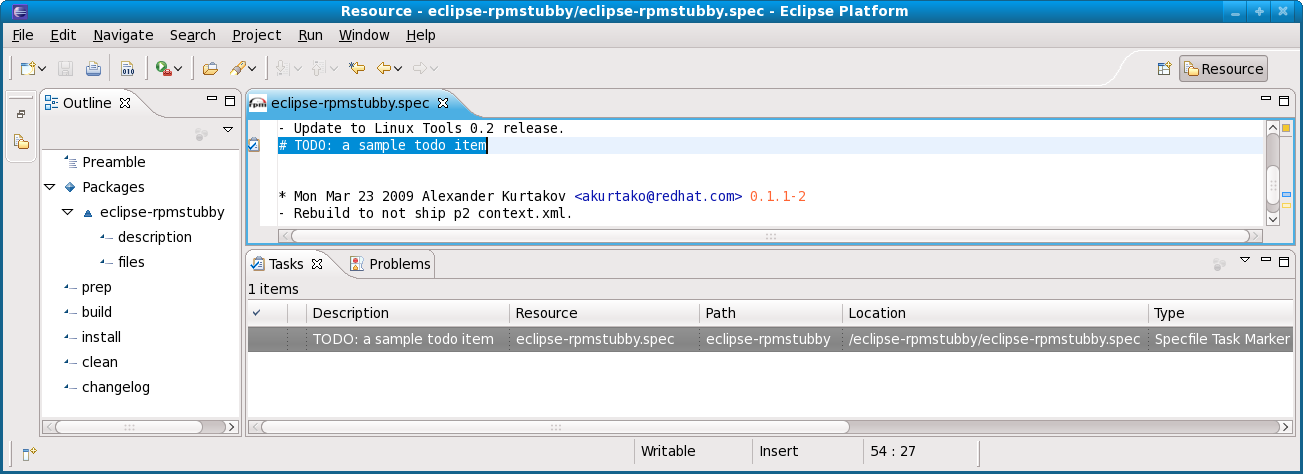 Resource - eclipse-rpmstubby/eclipse-rpmstubby.spec - Eclipse Platform
File Edit Navigate Search Project Run Window Help
010
Resource
Outline
Preamble
Packages
eclipse-rpmstubby
description
files
prep
build
install
clean
changelog
rpm eclipse-rpmstubby.spec
- Update to Linux Tools 0.2 release.
# TODO: a sample todo item
* Mon Mar 23 2009 Alexander Kurtakov <akurtako@redhat.com> 0.1.1-2
- Rebuild to not ship p2 context.xml.
Tasks Problems
1 items
Description Resource Path Location Type
TODO: a sample todo item eclipse-rpmstubby.spec eclipse-rpmstubby /eclipse-rpmstubby/eclipse-rpmstubby.spec Specfile Task Marker
Writable Insert 54 : 27